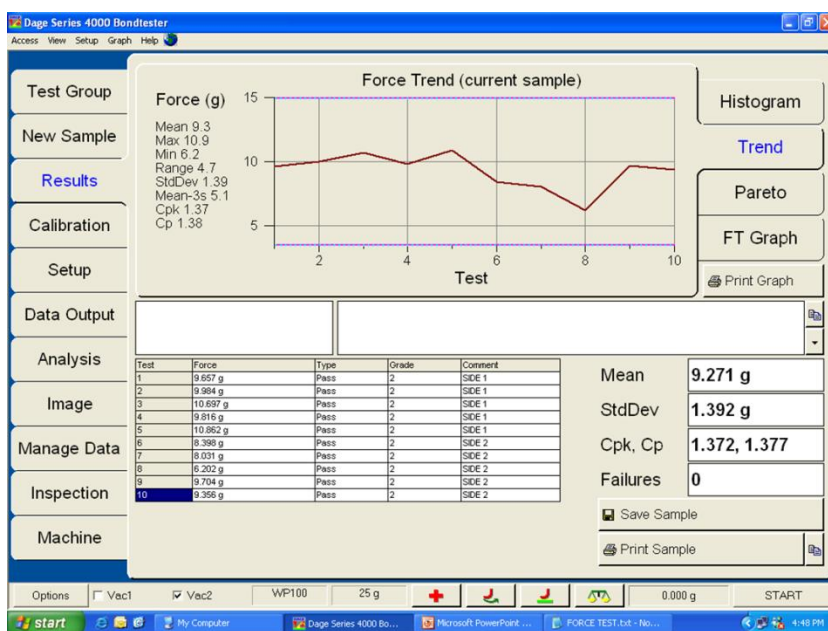 Dage Series 4000 Bondtester
Access View Setup Graph Help
Test Group
New Sample
Results
Calibration
Setup
Data Output
Analysis
Image
Manage Data
Inspection
Machine
Force Trend (current sample)
Force (g)
Mean 9.3
Max 10.9
Min 6.2
Range 4.7
StdDev 1.39
Mean-3s 5.1
Cpk 1.37
Cp 1.38
15
10
5
2 4 6 8 10
Test
Histogram
Trend
Pareto
FT Graph
Print Graph
Test Force Type Grade Comment
1 9.657 g Pass 2 SIDE 1
2 9.984 g Pass 2 SIDE 1
3 10.697 g Pass 2 SIDE 1
4 9.816 g Pass 2 SIDE 1
5 10.862 g Pass 2 SIDE 1
6 8.398 g Pass 2 SIDE 2
7 8.031 g Pass 2 SIDE 2
8 6.202 g Pass 2 SIDE 2
9 9.704 g Pass 2 SIDE 2
10 9.356 g Pass 2 SIDE 2
Mean 9.271 g
StdDev 1.392 g
Cpk, Cp 1.372, 1.377
Failures 0
Save Sample
Print Sample
Options Vac1 Vac2 WP100 25 g 0.000 g START
start My Computer Dage Series 4000 Bo... Microsoft PowerPoint ... FORCE TEST.txt - No... 4:48 PM